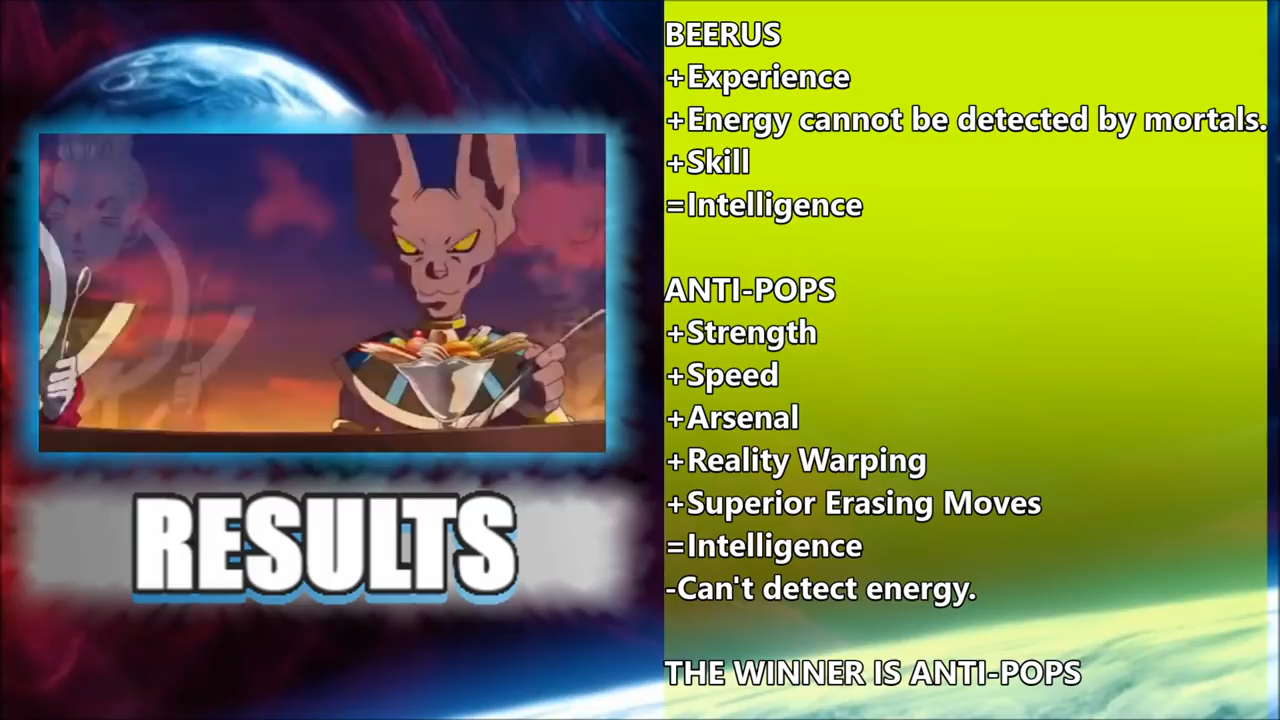 BEERUS
+Experience
+Energy cannot be detected by mortals.
+Skill
=Intelligence
ANTI-POPS
+Strength
+Speed
+Arsenal
+Reality Warping
+Superior Erasing Moves
=Intelligence
-Can't detect energy.
THE WINNER IS ANTI-POPS
RESULTS